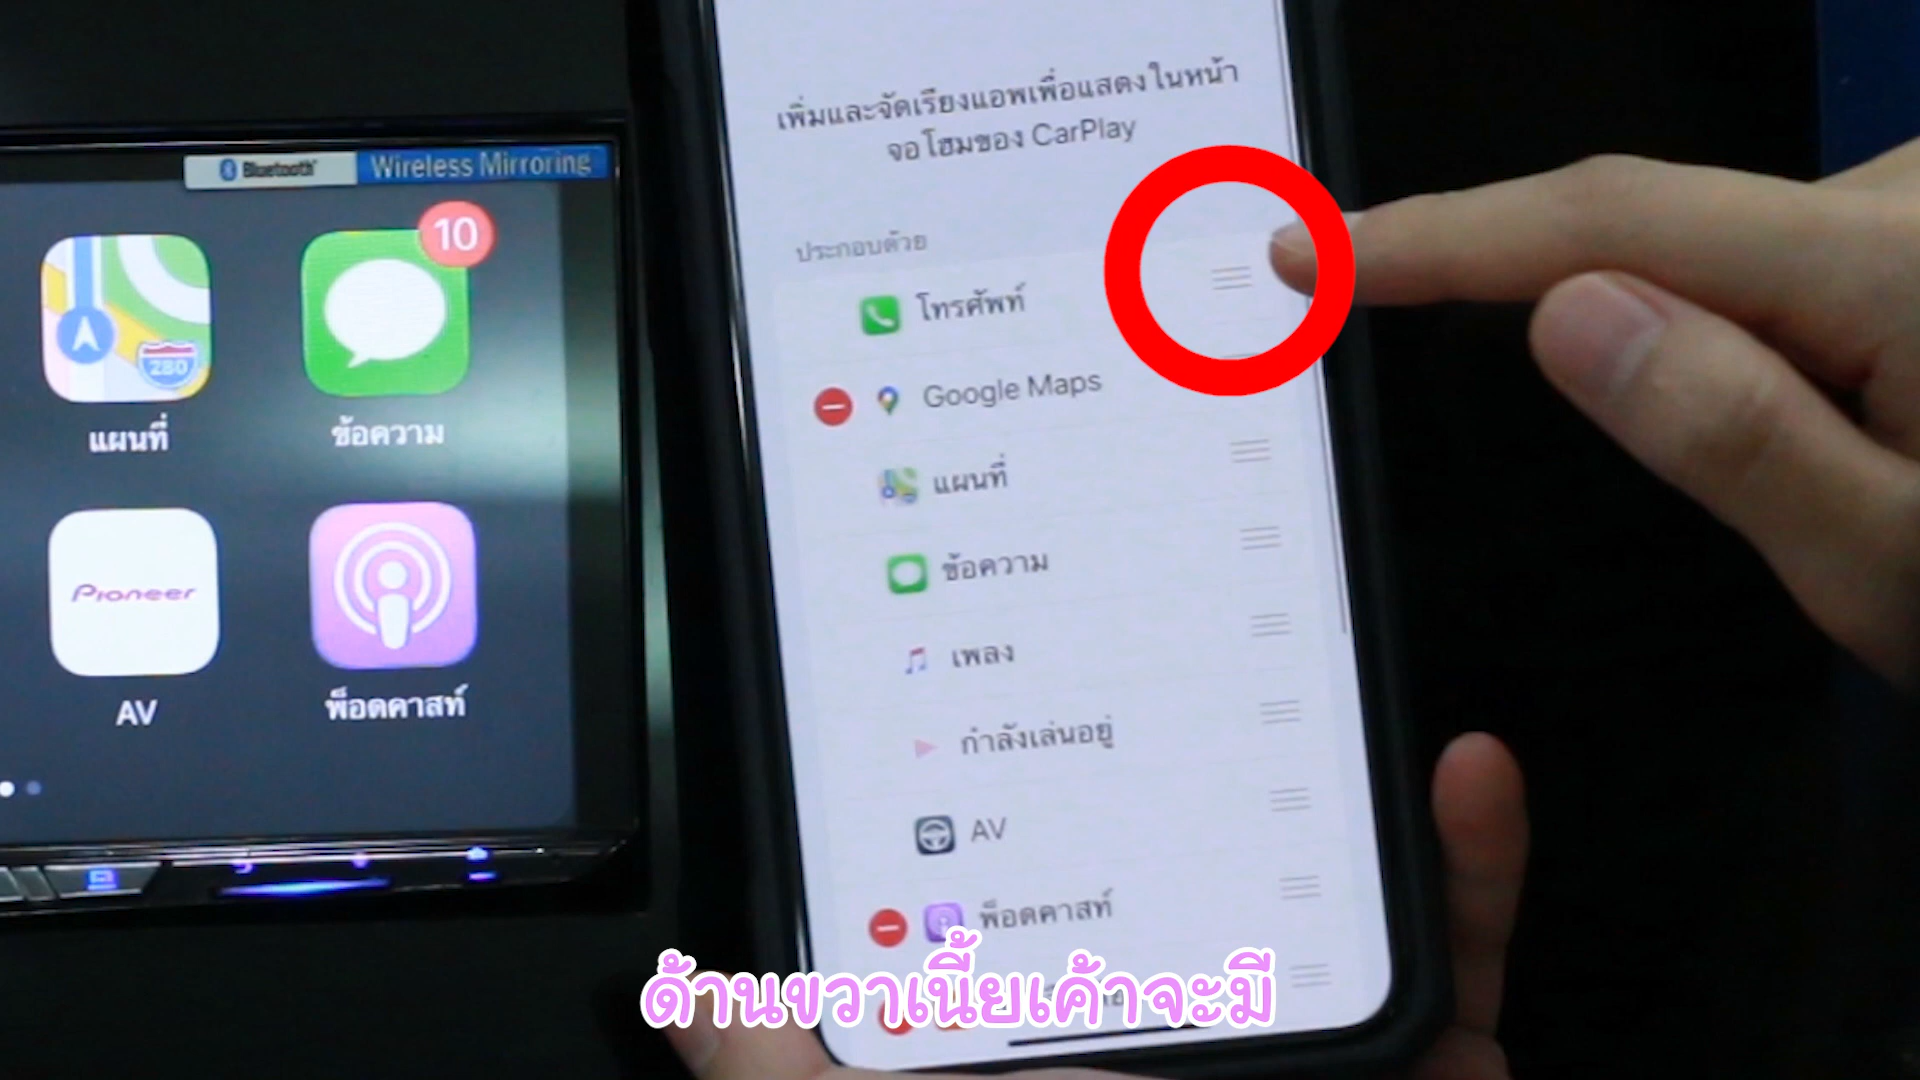 Bluetooth
Wireless Mirroring
10
280
แผนที่
ข้อความ
Pioneer
AV
พ็อดคาสท์
เพิ่มและจัดเรียงแอพเพื่อแสดงในหน้า
จอโฮมของ CarPlay
ประกอบด้วย
โทรศัพท์
Google Maps
แผนที่
ข้อความ
เพลง
กำลังเล่นอยู่
AV
พ็อดคาสท์
ด้านขวาเนี้ยเค้าจะมี